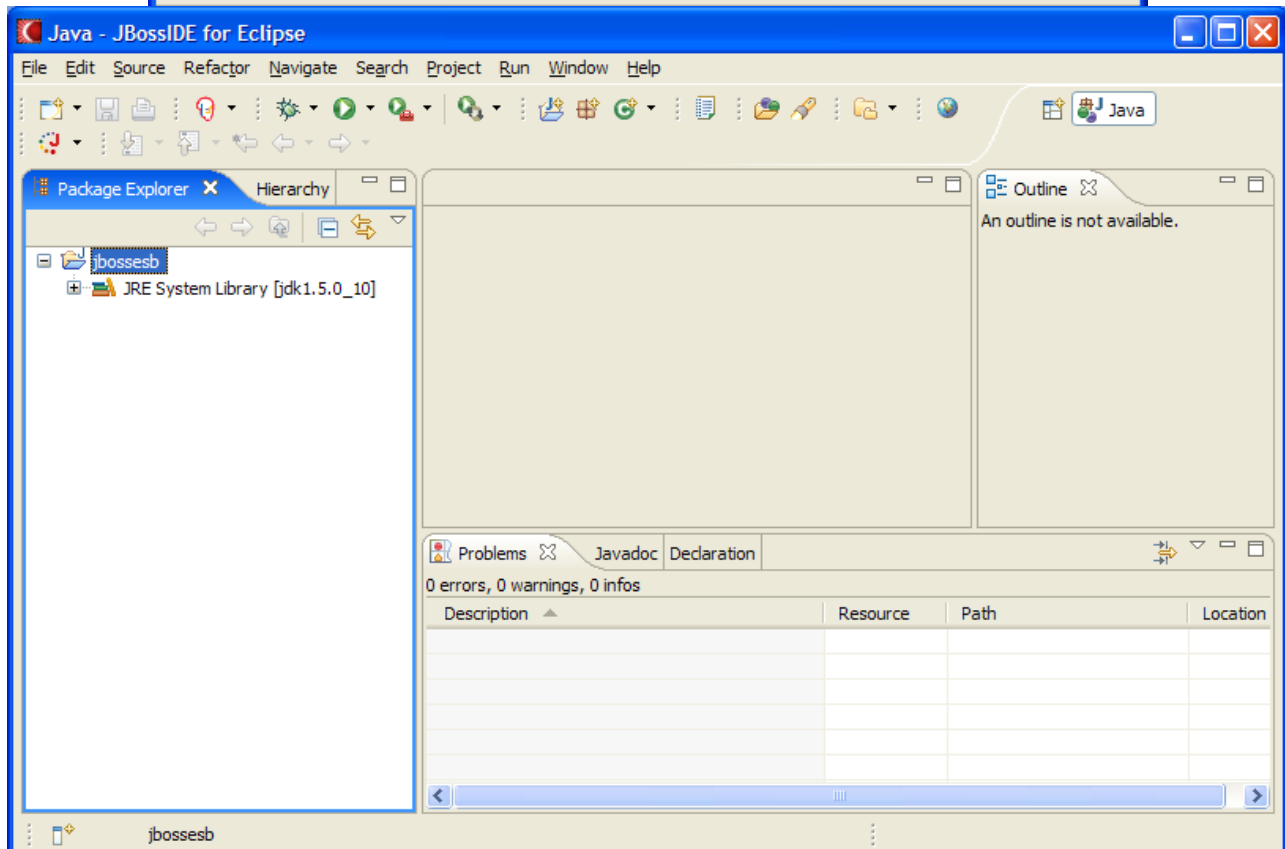 Java - JBossIDE for Eclipse
File Edit Source Refactor Navigate Search Project Run Window Help
Java
Package Explorer Hierarchy
Outline
An outline is not available.
jbossesb
JRE System Library [jdk1.5.0_10]
Problems Javadoc Declaration
0 errors, 0 warnings, 0 infos
Description Resource Path Location
jbossesb